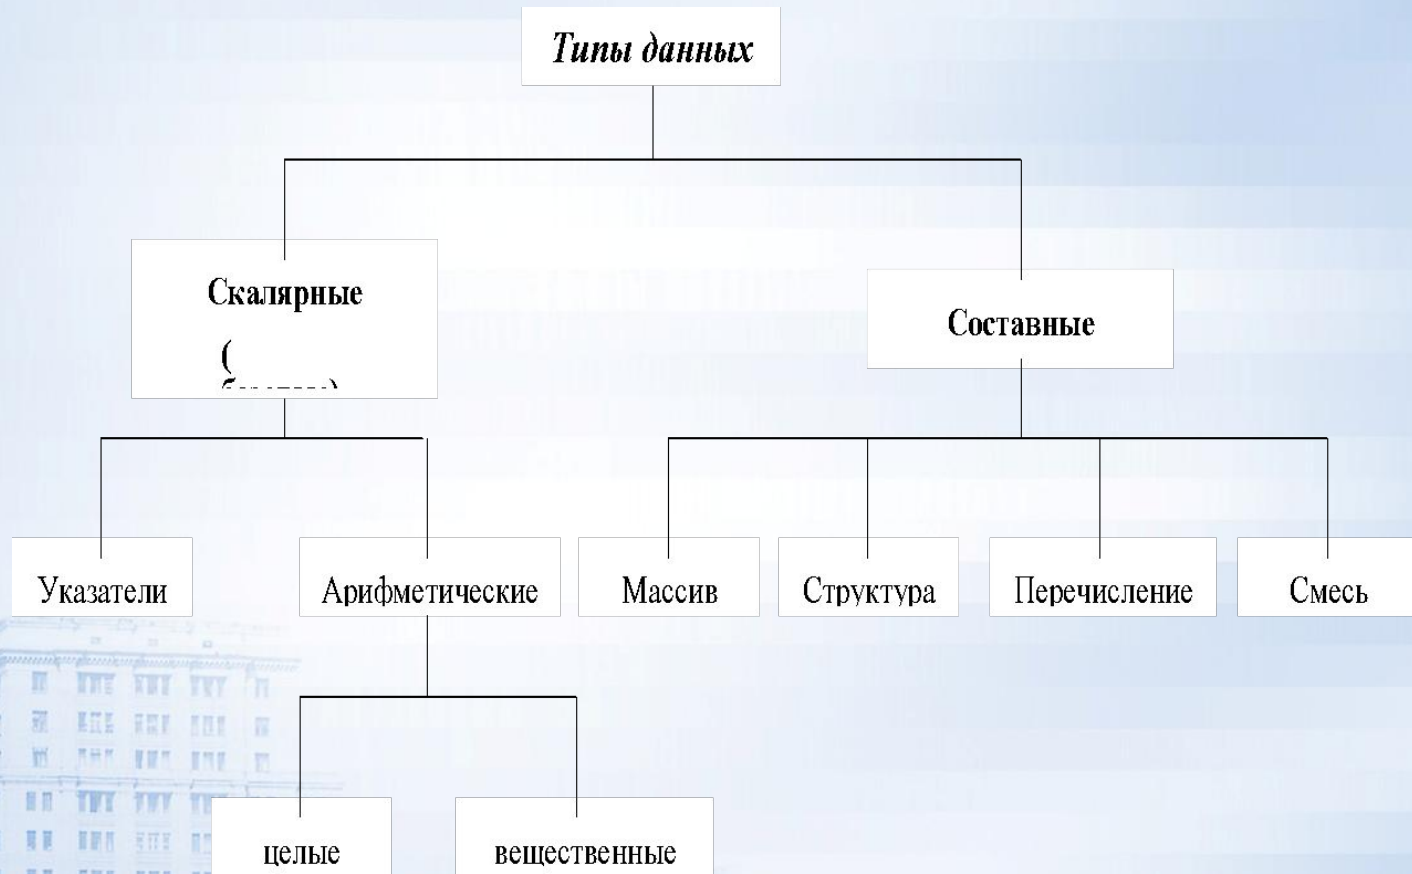 Типы данных
Скалярные
(
Составные
Указатели
Арифметические
Массив
Структура
Перечисление
Смесь
целые
вещественные